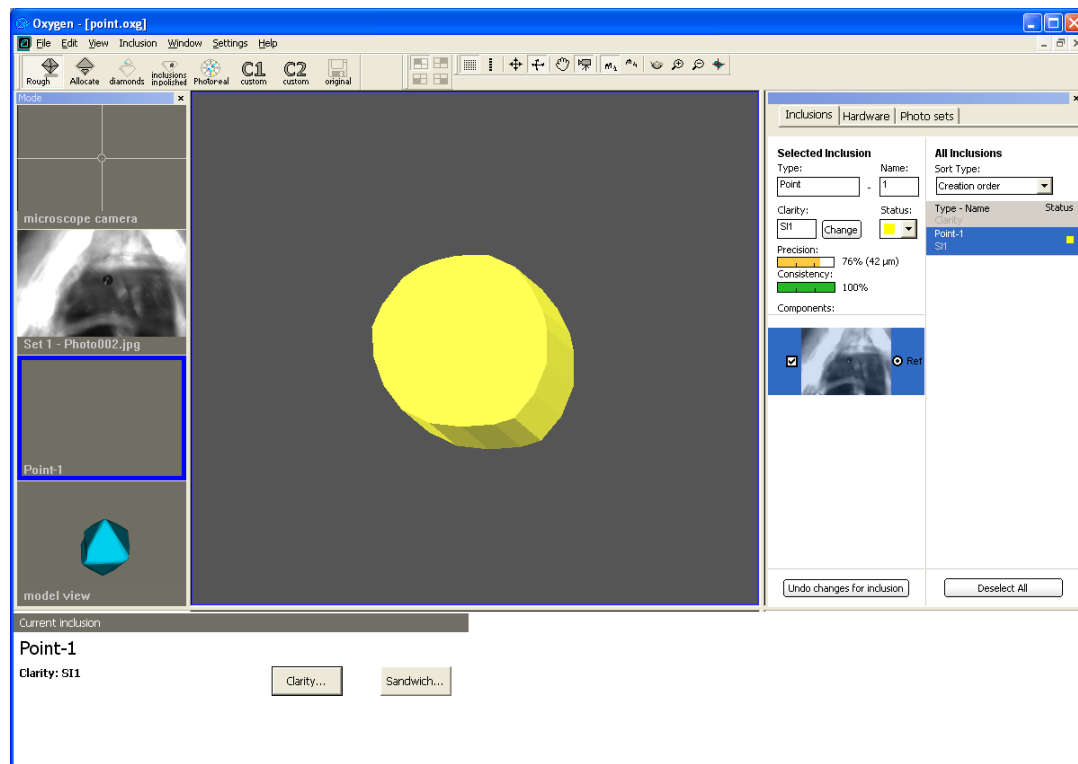 Oxygen - [point.oxg]
File Edit View Inclusion Window Settings Help
Rough Allocate diamonds inclusions in polished Photoreal C1 custom C2 custom original
Mode
microscope camera
Set 1 - Photo002.jpg
Point-1
model view
Inclusions Hardware Photo sets
Selected Inclusion
Type: Name:
Point - 1
Clarity: Status:
SI1 Change
Precision:
76% (42 µm)
Consistency:
100%
Components:
Ref
Undo changes for inclusion
All Inclusions
Sort Type:
Creation order
Type - Name Status
Clarity
Point-1
SI1
Deselect All
Current inclusion
Point-1
Clarity: SI1
Clarity... Sandwich...